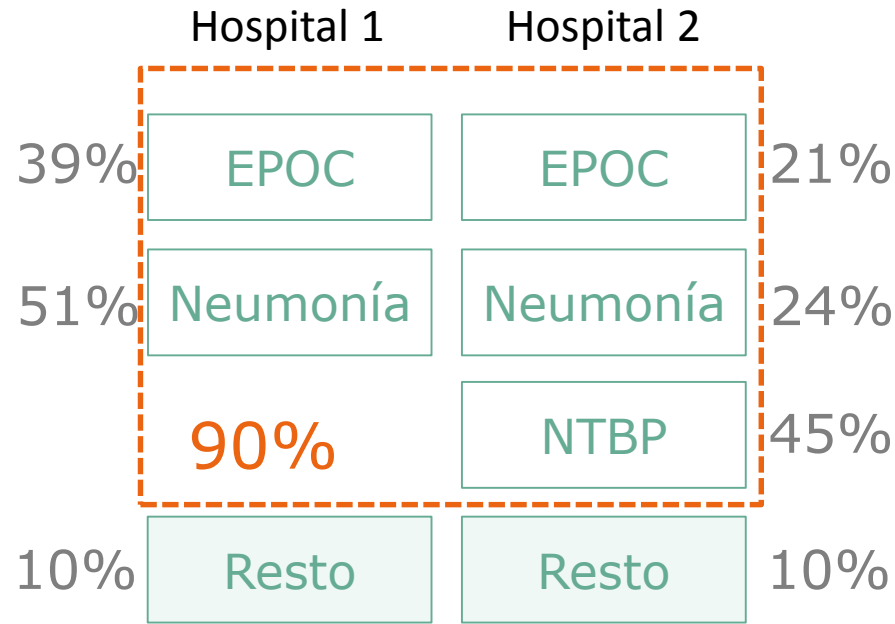 Hospital 1 Hospital 2
39% EPOC EPOC 21%
51% Neumonía Neumonía 24%
90% NTBP 45%
10% Resto Resto 10%